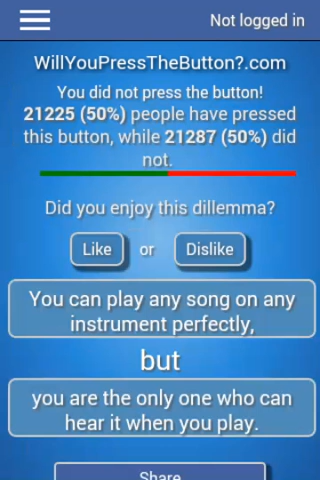 Not logged in
WillYouPressTheButton?.com
You did not press the button!
21225 (50%) people have pressed
this button, while 21287 (50%) did
not.
Did you enjoy this dillemma?
Like or Dislike
You can play any song on any
instrument perfectly,
but
you are the only one who can
hear it when you play.
Share